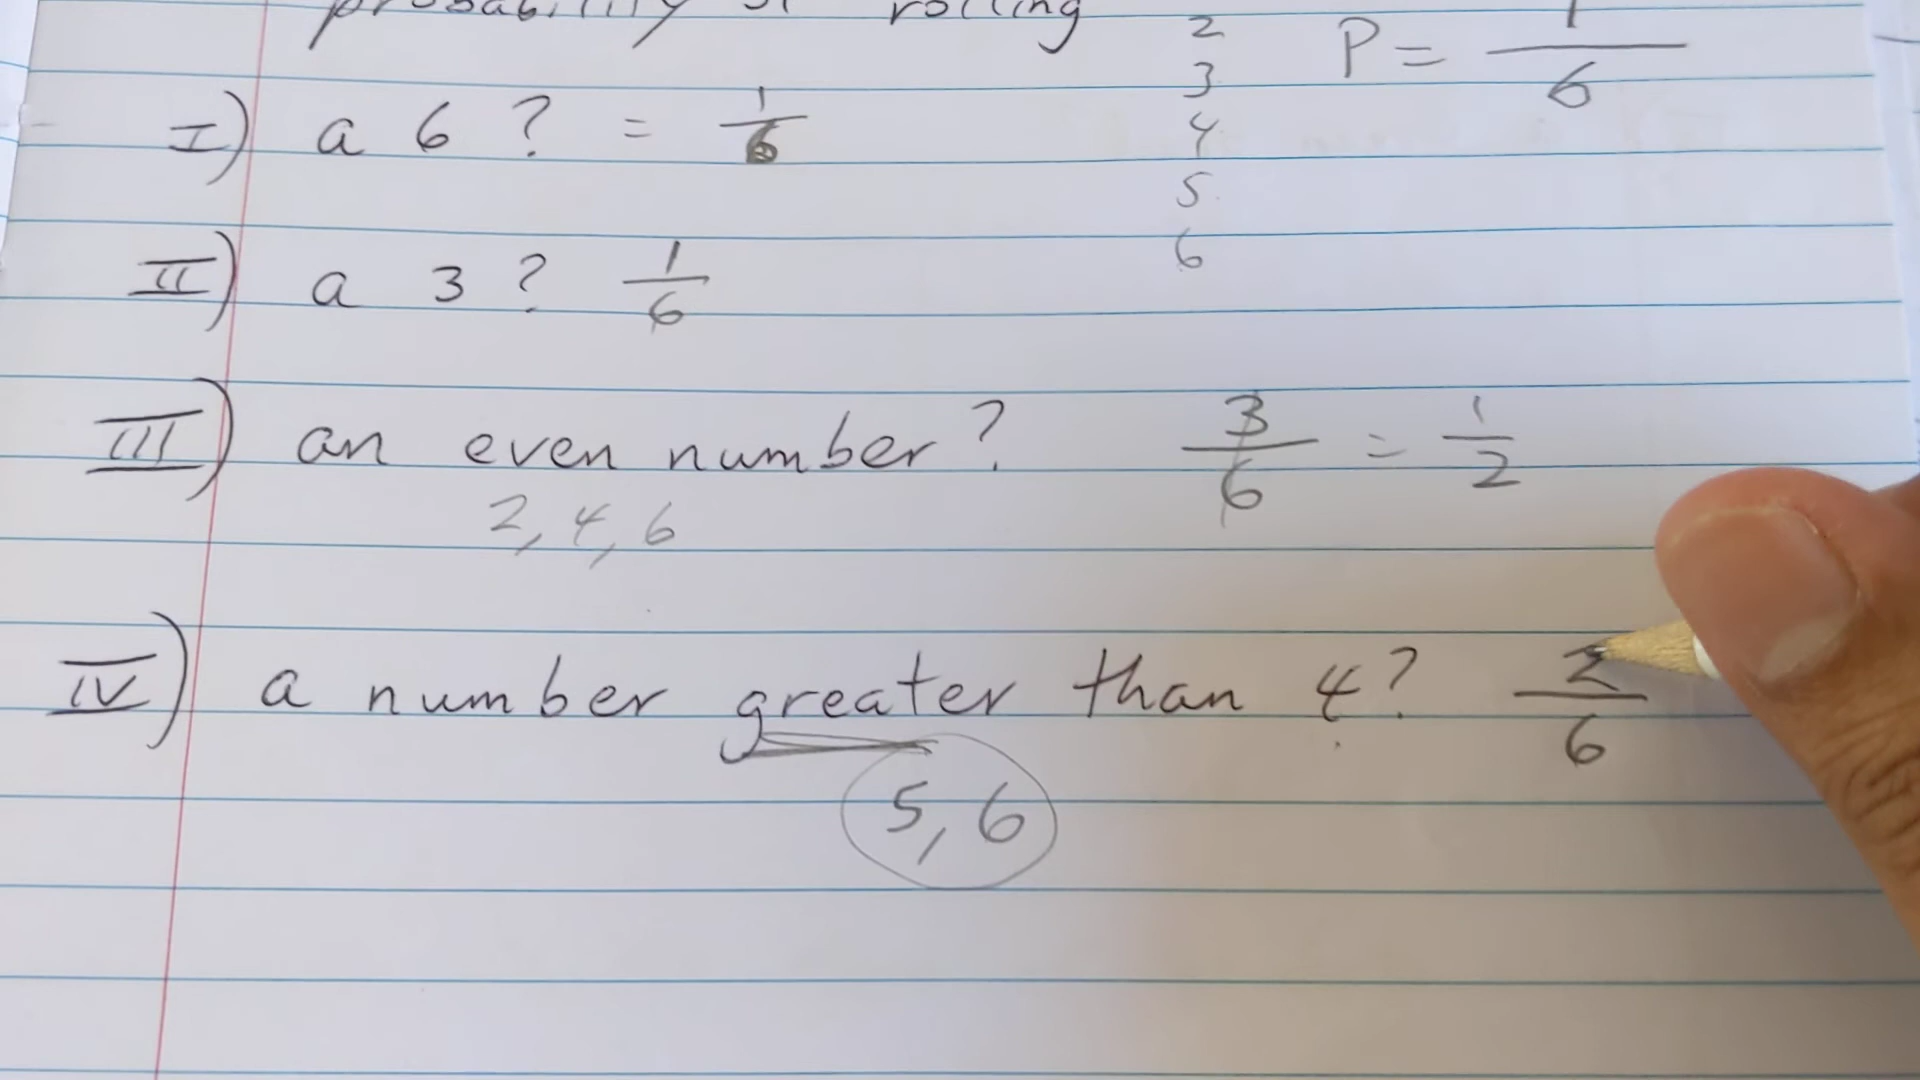 probability of rolling
2
3
4
5
6
P = 1/6
I) a 6 ? = 1/6
II) a 3 ? 1/6
III) an even number? 3/6 = 1/2
2, 4, 6
IV) a number greater than 4? 2/6
5, 6